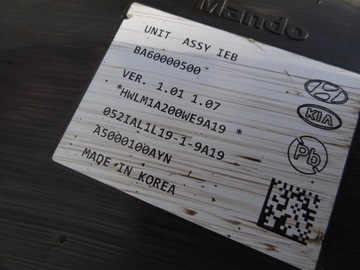 Mando
UNIT ASSY IEB
BA60000500
VER. 1.01 1.07
*HWLM1A200WE9A19 *
052IAL1L19-1-9A19
A5000100AYN
MADE IN KOREA
KIA
Pb